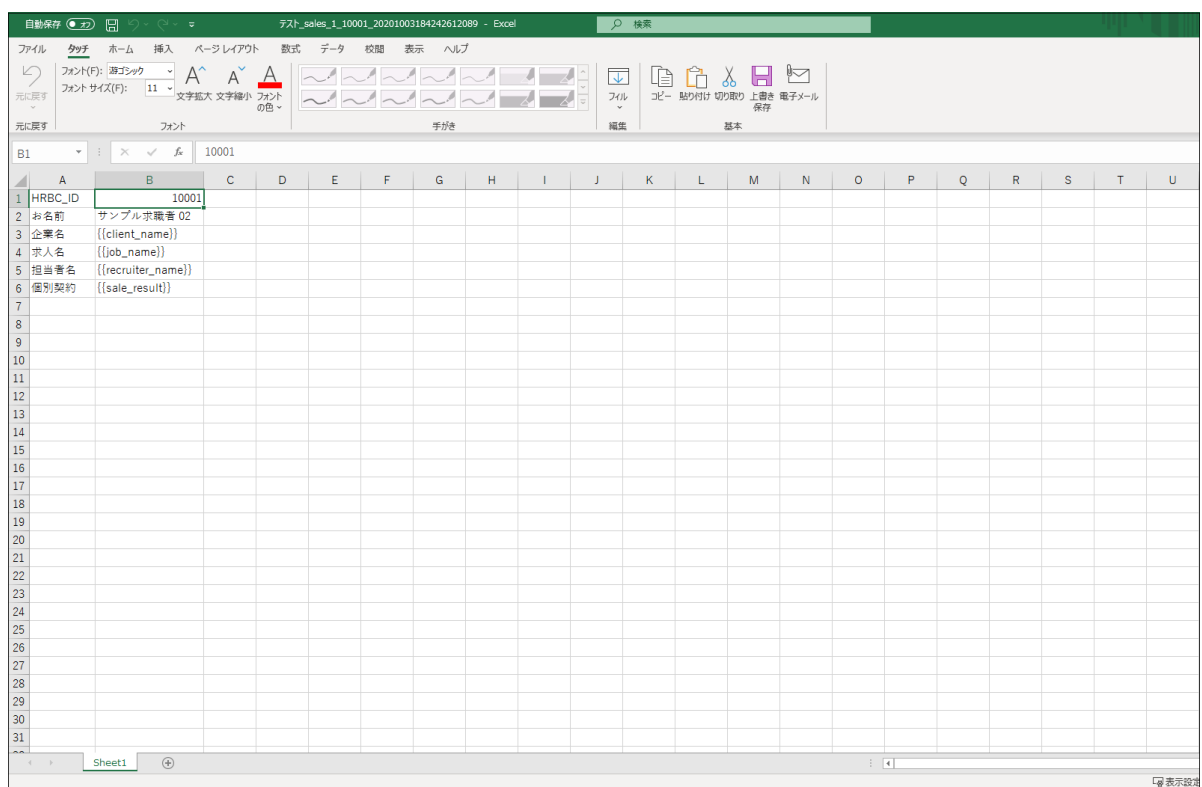 自動保存 オフ テスト_sales_1_10001_20201003184242612089 - Excel 検索
ファイル タッチ ホーム 挿入 ページ レイアウト 数式 データ 校閲 表示 ヘルプ
フォント(F): 游ゴシック
フォント サイズ(F): 11
元に戻す 文字拡大 文字縮小 フォントの色 フィル コピー 貼り付け 切り取り 上書き保存 電子メール
元に戻す フォント 手がき 編集 基本
B1 fx 10001
A B C D E F G H I J K L M N O P Q R S T U
1 HRBC_ID 10001
2 お名前 サンプル求職者 02
3 企業名 {{client_name}}
4 求人名 {{job_name}}
5 担当者名 {{recruiter_name}}
6 個別契約 {{sale_result}}
7
8
9
10
11
12
13
14
15
16
17
18
19
20
21
22
23
24
25
26
27
28
29
30
31
Sheet1
表示設定